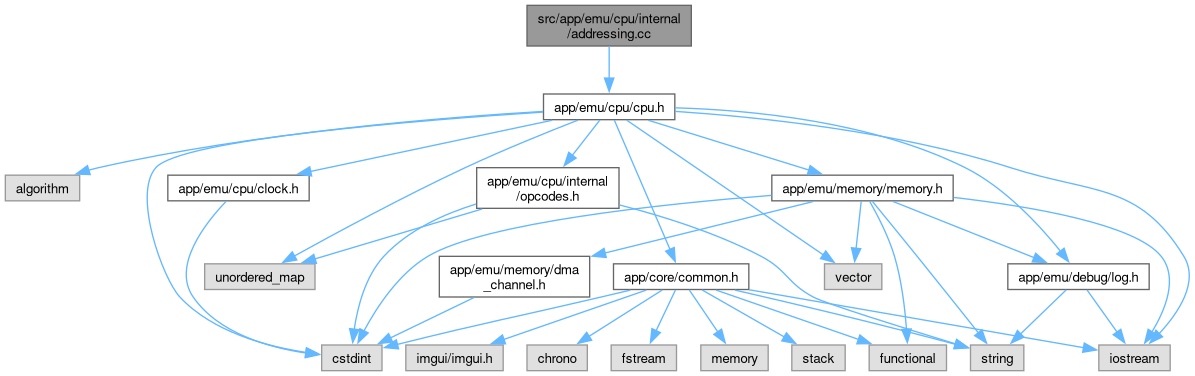 src/app/emu/cpu/internal
/addressing.cc
app/emu/cpu/cpu.h
algorithm
app/emu/cpu/clock.h
app/emu/cpu/internal
/opcodes.h
app/emu/memory/memory.h
unordered_map
app/emu/memory/dma
_channel.h
app/core/common.h
vector
app/emu/debug/log.h
cstdint
imgui/imgui.h
chrono
fstream
memory
stack
functional
string
iostream